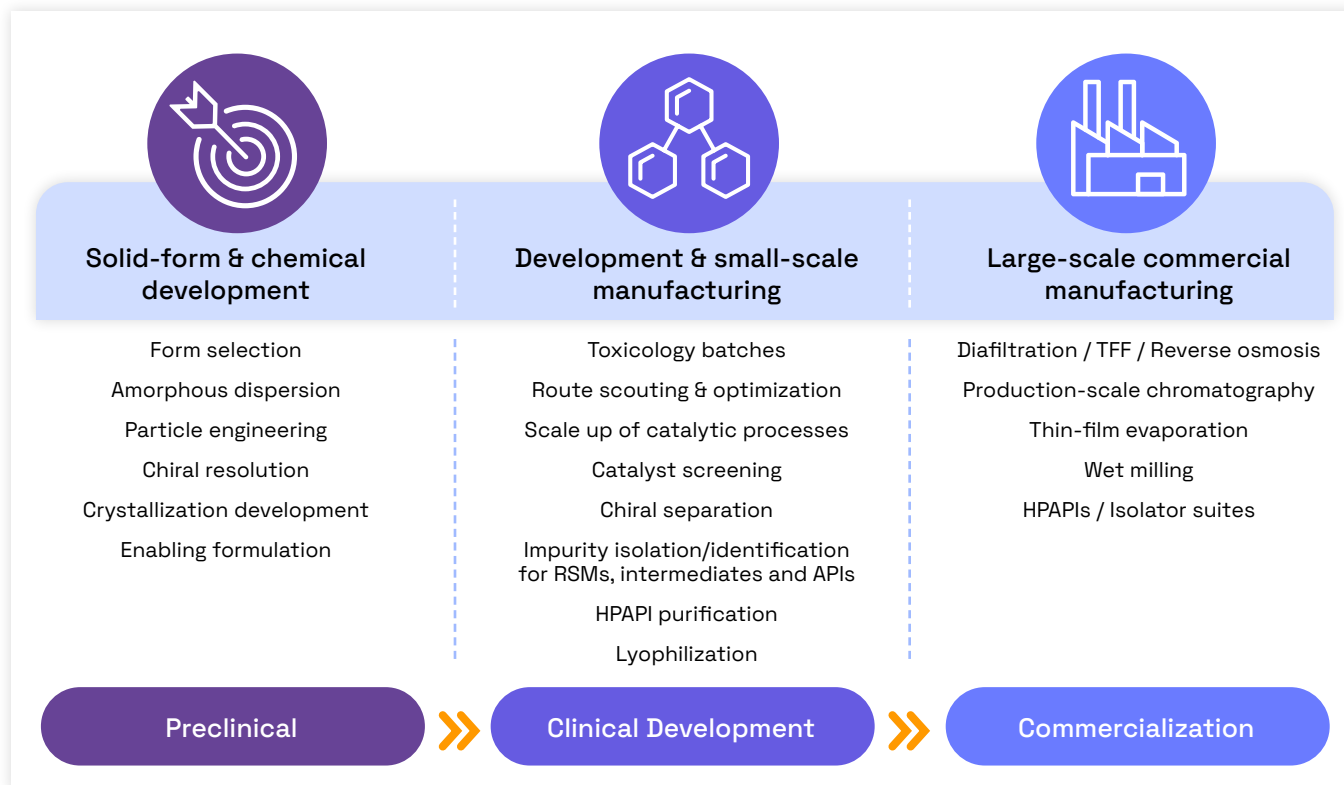 Solid-form & chemical
development
Form selection
Amorphous dispersion
Particle engineering
Chiral resolution
Crystallization development
Enabling formulation
Preclinical
Development & small-scale
manufacturing
Toxicology batches
Route scouting & optimization
Scale up of catalytic processes
Catalyst screening
Chiral separation
Impurity isolation/identification
for RSMs, intermediates and APIs
HPAPI purification
Lyophilization
Clinical Development
Large-scale commercial
manufacturing
Diafiltration / TFF / Reverse osmosis
Production-scale chromatography
Thin-film evaporation
Wet milling
HPAPIs / Isolator suites
Commercialization